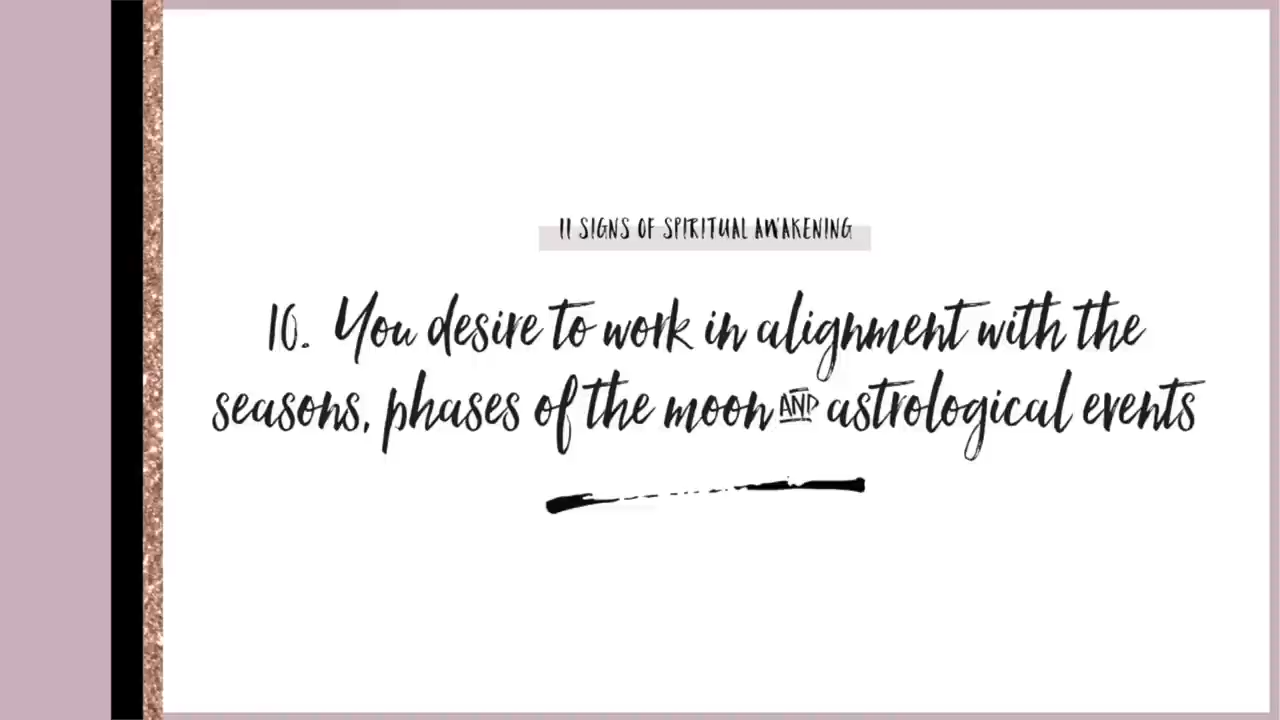 11 SIGNS OF SPIRITUAL AWAKENING
10. You desire to work in alignment with the
seasons, phases of the moon AND astrological events